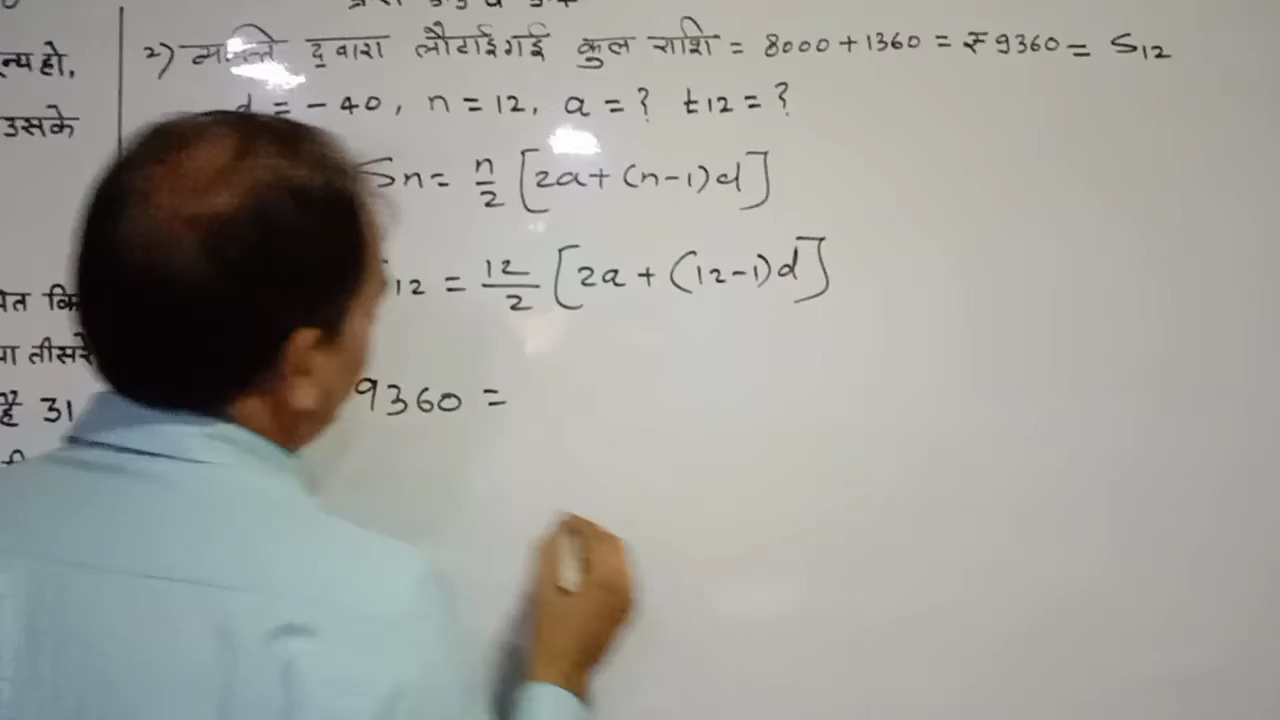 न्य हो,
उसके
है 31
2) व्यक्ति द्वारा लौटाई गई कुल राशि = 8000 + 1360 = ₹ 9360 = S12
d = - 40, n = 12, a = ? t12 = ?
Sn = n/2 [2a + (n-1)d]
12 = 12/2 [2a + (12-1)d]
9360 =